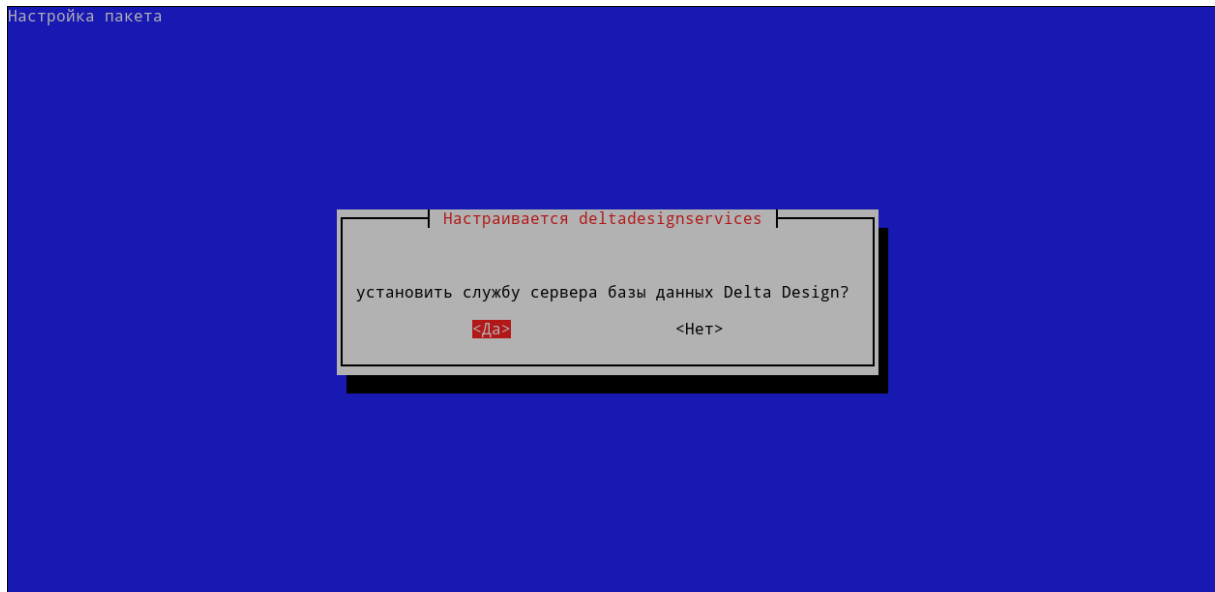 Настройка пакета
Настраивается deltadesignservices
установить службу сервера базы данных Delta Design?
<Да> <Нет>